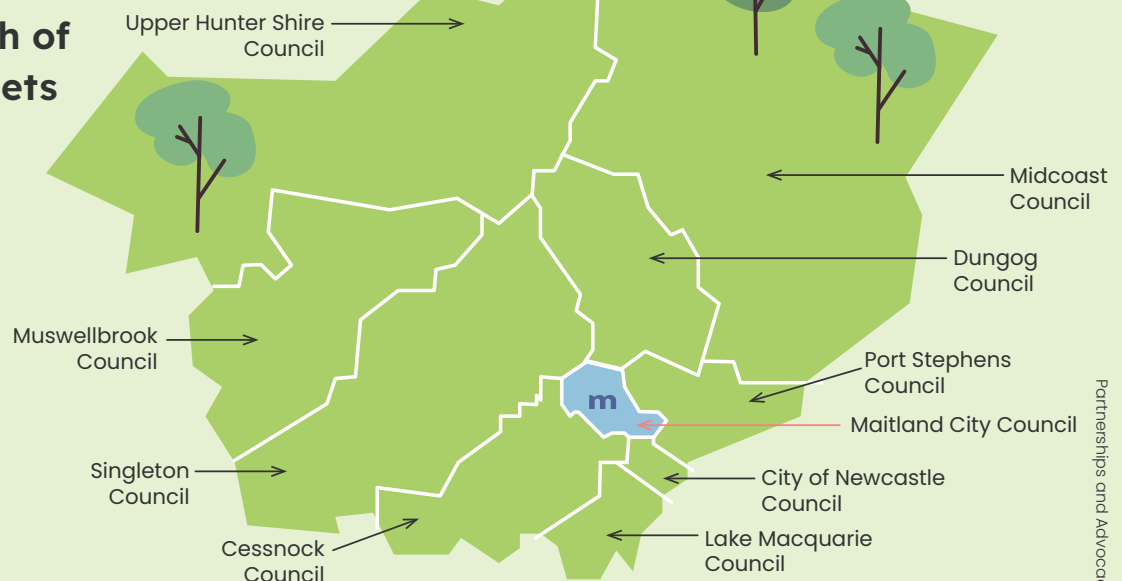 h of
ets
Upper Hunter Shire
Council
Midcoast
Council
Dungog
Council
Muswellbrook
Council
Port Stephens
Council
m
Maitland City Council
Singleton
Council
City of Newcastle
Council
Cessnock
Council
Lake Macquarie
Council
Partnerships and Advoca